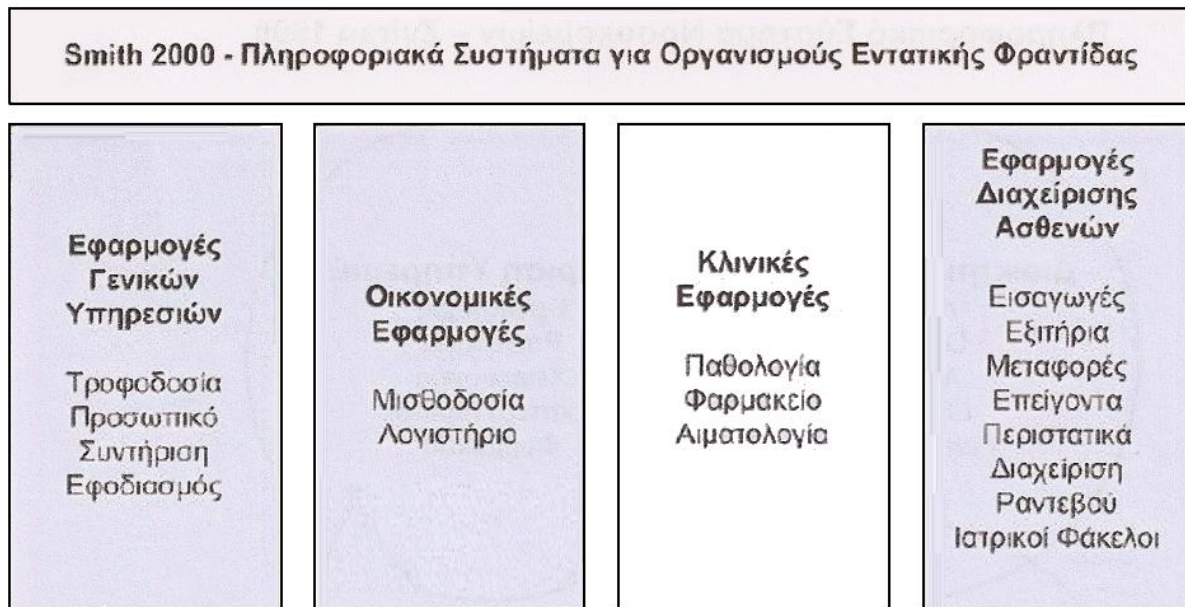 Smith 2000 - Πληροφοριακά Συστήματα για Οργανισμούς Εντατικής Φραντίδας
Εφαρμογές
Γενικών
Υπηρεσιών
Τροφοδοσία
Προσωπικό
Συντήριση
Εφοδιασμός
Οικονομικές
Εφαρμογές
Μισθοδοσία
Λογιστήριο
Κλινικές
Εφαρμογές
Παθολογία
Φαρμακείο
Αιματολογία
Εφαρμογές
Διαχείρισης
Ασθενών
Εισαγωγές
Εξιτήρια
Μεταφορές
Επείγοντα
Περιστατικά
Διαχείριση
Ραντεβού
Ιατρικοί Φάκελοι